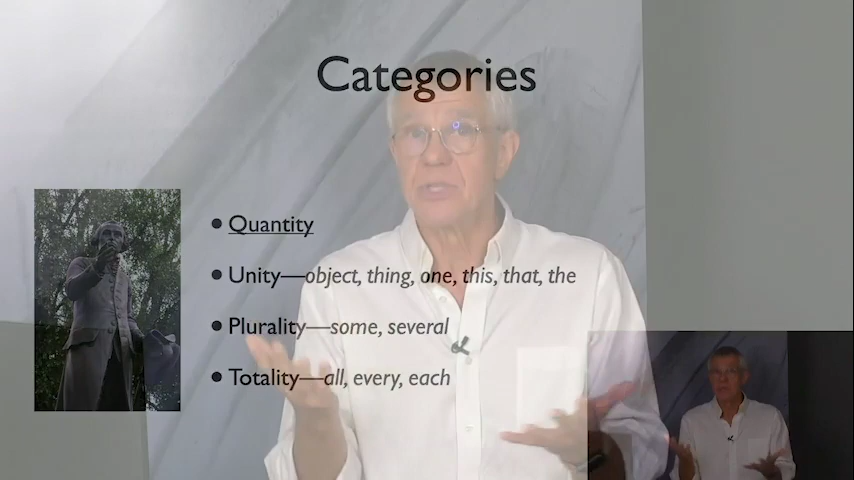 Categories
• Quantity
• Unity—object, thing, one, this, that, the
• Plurality—some, several
• Totality—all, every, each